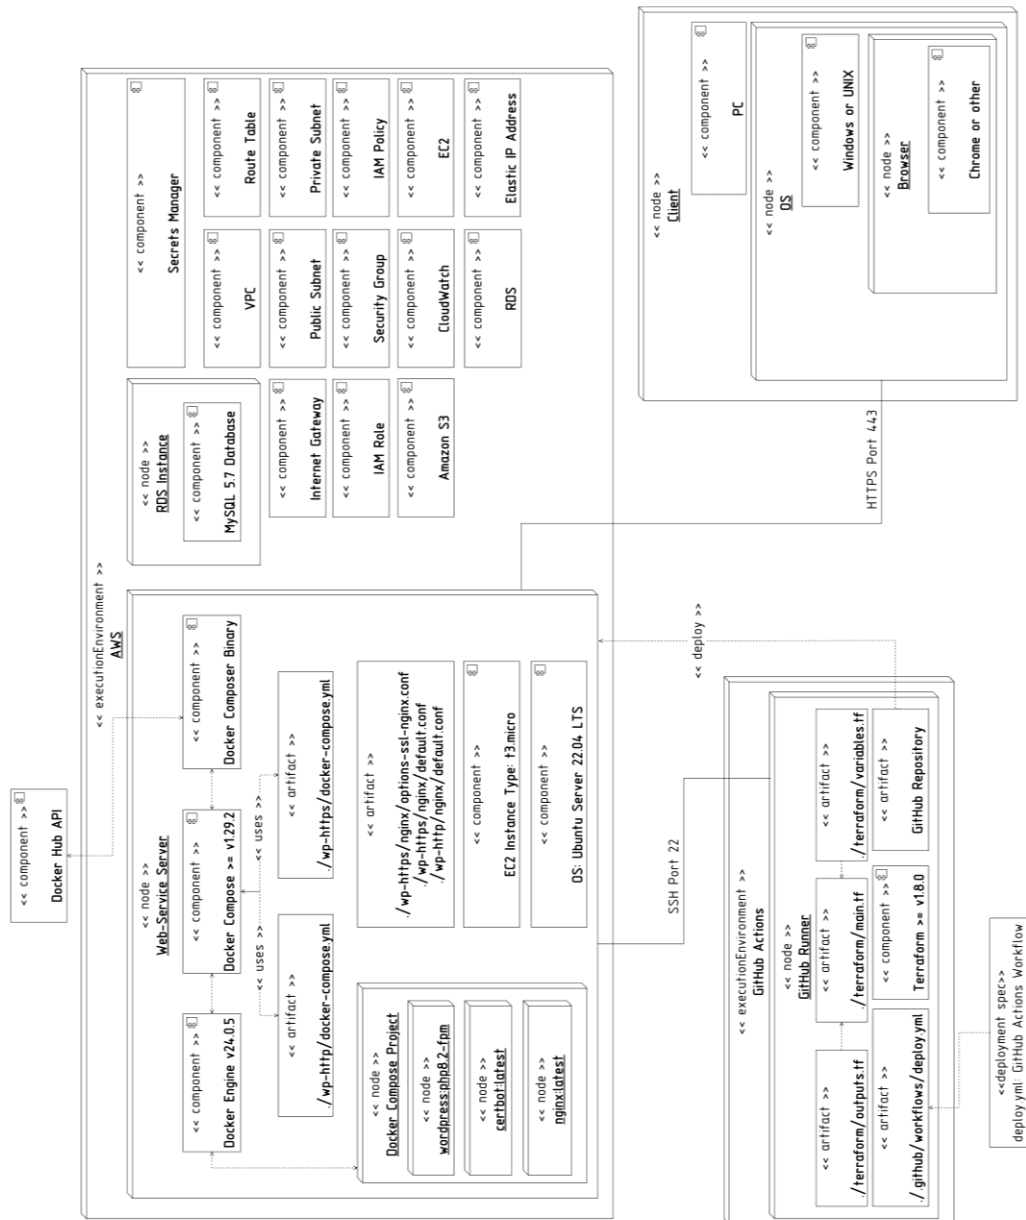 << component >>
Docker Hub API
<< executionEnvironment >>
AWS
<< node >>
Web-Service Server
<< component >>
Docker Engine v24.0.5
<< component >>
Docker Compose >= v1.29.2
<< component >>
Docker Composer Binary
<< uses >>
<< uses >>
<< artifact >>
./wp-http/docker-compose.yml
<< artifact >>
./wp-https/docker-compose.yml
<< node >>
Docker Compose Project
<< node >>
wordpress:php8.2-fpm
<< node >>
certbot:latest
<< node >>
nginx:latest
<< artifact >>
./wp-https/nginx/options-ssl-nginx.conf
./wp-https/nginx/default.conf
./wp-http/nginx/default.conf
<< component >>
EC2 Instance Type: t3.micro
<< component >>
OS: Ubuntu Server 22.04 LTS
<< node >>
RDS Instance
<< component >>
MySQL 5.7 Database
<< component >>
Secrets Manager
<< component >>
VPC
<< component >>
Route Table
<< component >>
Internet Gateway
<< component >>
Public Subnet
<< component >>
Private Subnet
<< component >>
IAM Role
<< component >>
Security Group
<< component >>
IAM Policy
<< component >>
Amazon S3
<< component >>
CloudWatch
<< component >>
EC2
<< component >>
RDS
<< component >>
Elastic IP Address
SSH Port 22
<< deploy >>
HTTPS Port 443
<< executionEnvironment >>
GitHub Actions
<< node >>
GitHub Runner
<< artifact >>
./terraform/outputs.tf
<< artifact >>
./terraform/main.tf
<< artifact >>
./terraform/variables.tf
<< artifact >>
./.github/workflows/deploy.yml
<< component >>
Terraform >= v1.8.0
<< artifact >>
GitHub Repository
<<deployment spec>>
deploy.yml: GitHub Actions Workflow
<< node >>
Client
<< component >>
PC
<< node >>
OS
<< component >>
Windows or UNIX
<< node >>
Browser
<< component >>
Chrome or other